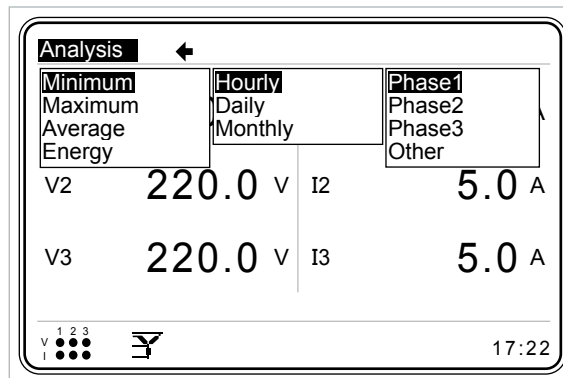 Analysis
Minimum Hourly Phase1
Maximum Daily Phase2
Average Monthly Phase3
Energy Other
V2 220.0 V I2 5.0 A
V3 220.0 V I3 5.0 A
1 2 3
V
I 17:22